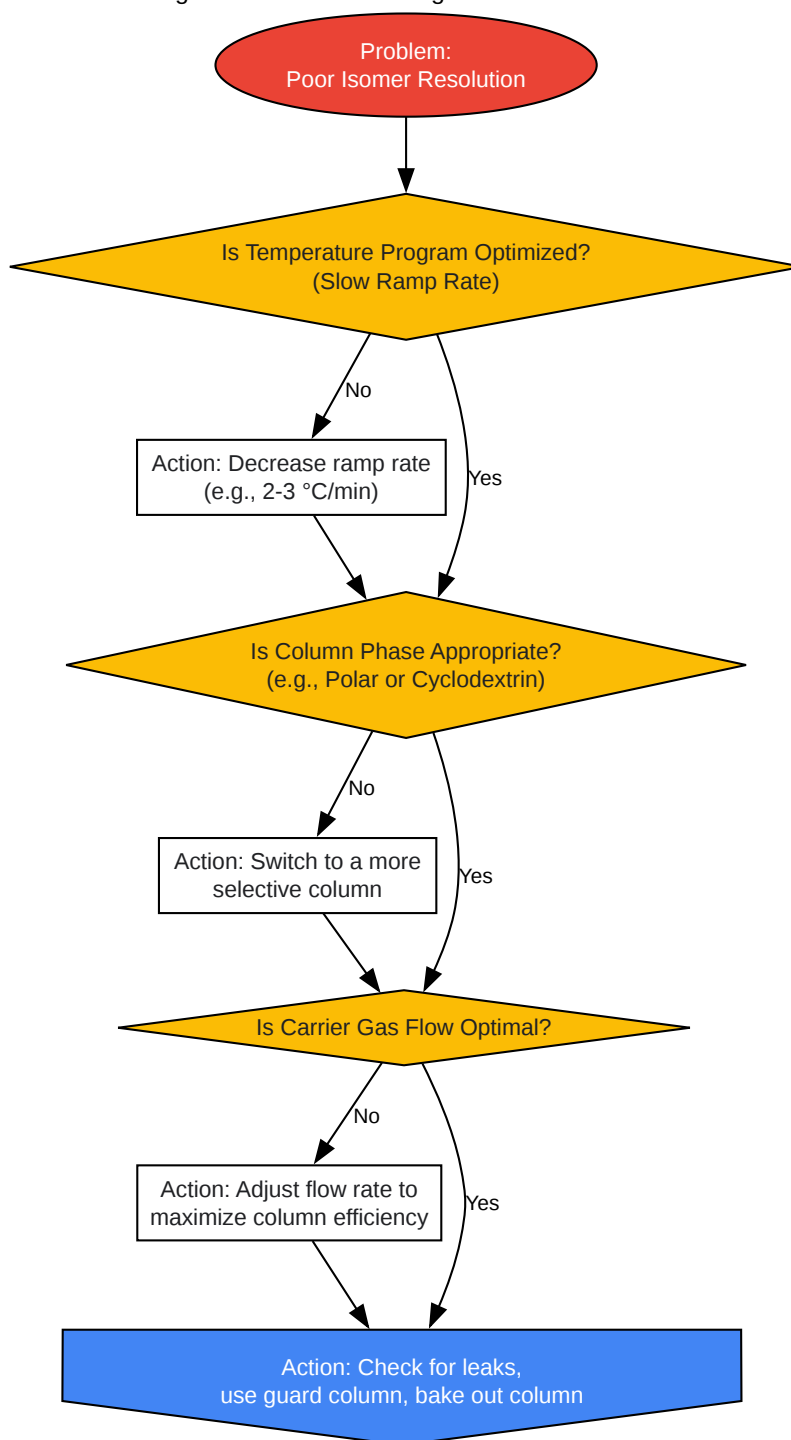 Problem:
Poor Isomer Resolution
Is Temperature Program Optimized?
(Slow Ramp Rate)
No
Action: Decrease ramp rate
(e.g., 2-3 °C/min)
Yes
Is Column Phase Appropriate?
(e.g., Polar or Cyclodextrin)
No
Action: Switch to a more
selective column
Yes
Is Carrier Gas Flow Optimal?
No
Action: Adjust flow rate to
maximize column efficiency
Yes
Action: Check for leaks,
use guard column, bake out column